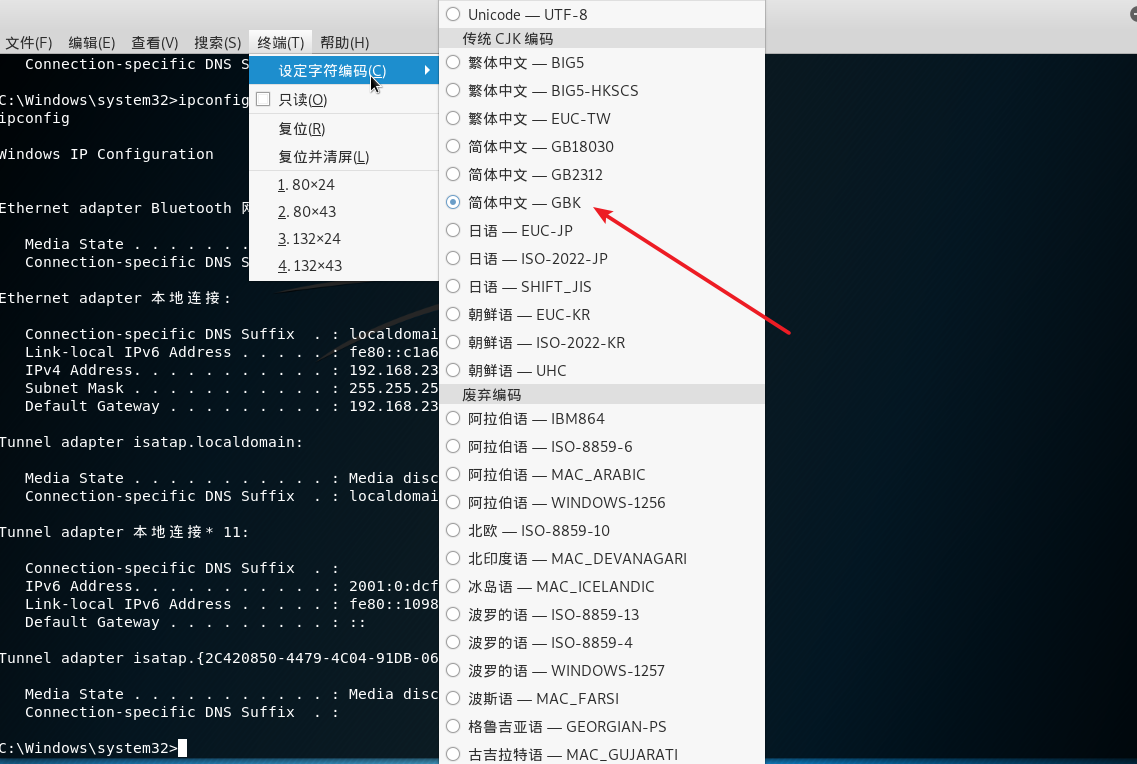 文件(F) 编辑(E) 查看(V) 搜索(S) 终端(T) 帮助(H)
设定字符编码(C)
只读(O)
复位(R)
复位并清屏(L)
1. 80×24
2. 80×43
3. 132×24
4. 132×43
Unicode — UTF-8
传统 CJK 编码
繁体中文 — BIG5
繁体中文 — BIG5-HKSCS
繁体中文 — EUC-TW
简体中文 — GB18030
简体中文 — GB2312
简体中文 — GBK
日语 — EUC-JP
日语 — ISO-2022-JP
日语 — SHIFT_JIS
朝鲜语 — EUC-KR
朝鲜语 — ISO-2022-KR
朝鲜语 — UHC
废弃编码
阿拉伯语 — IBM864
阿拉伯语 — ISO-8859-6
阿拉伯语 — MAC_ARABIC
阿拉伯语 — WINDOWS-1256
北欧 — ISO-8859-10
北印度语 — MAC_DEVANAGARI
冰岛语 — MAC_ICELANDIC
波罗的语 — ISO-8859-13
波罗的语 — ISO-8859-4
波罗的语 — WINDOWS-1257
波斯语 — MAC_FARSI
格鲁吉亚语 — GEORGIAN-PS
古吉拉特语 — MAC_GUJARATI
Connection-specific DNS S
C:\Windows\system32>ipconfig
ipconfig
Windows IP Configuration
Ethernet adapter Bluetooth
Media State . . . . . . .
Connection-specific DNS S
Ethernet adapter 本地连接:
Connection-specific DNS Suffix  . : localdomai
Link-local IPv6 Address . . . . . : fe80::c1a6
IPv4 Address. . . . . . . . . . . : 192.168.23
Subnet Mask . . . . . . . . . . . : 255.255.25
Default Gateway . . . . . . . . . : 192.168.23
Tunnel adapter isatap.localdomain:
Media State . . . . . . . . . . . : Media disc
Connection-specific DNS Suffix  . : localdomai
Tunnel adapter 本地连接* 11:
Connection-specific DNS Suffix  . :
IPv6 Address. . . . . . . . . . . : 2001:0:dcf
Link-local IPv6 Address . . . . . : fe80::1098
Default Gateway . . . . . . . . . : ::
Tunnel adapter isatap.{2C420850-4479-4C04-91DB-06
Media State . . . . . . . . . . . : Media disc
Connection-specific DNS Suffix  . :
C:\Windows\system32>